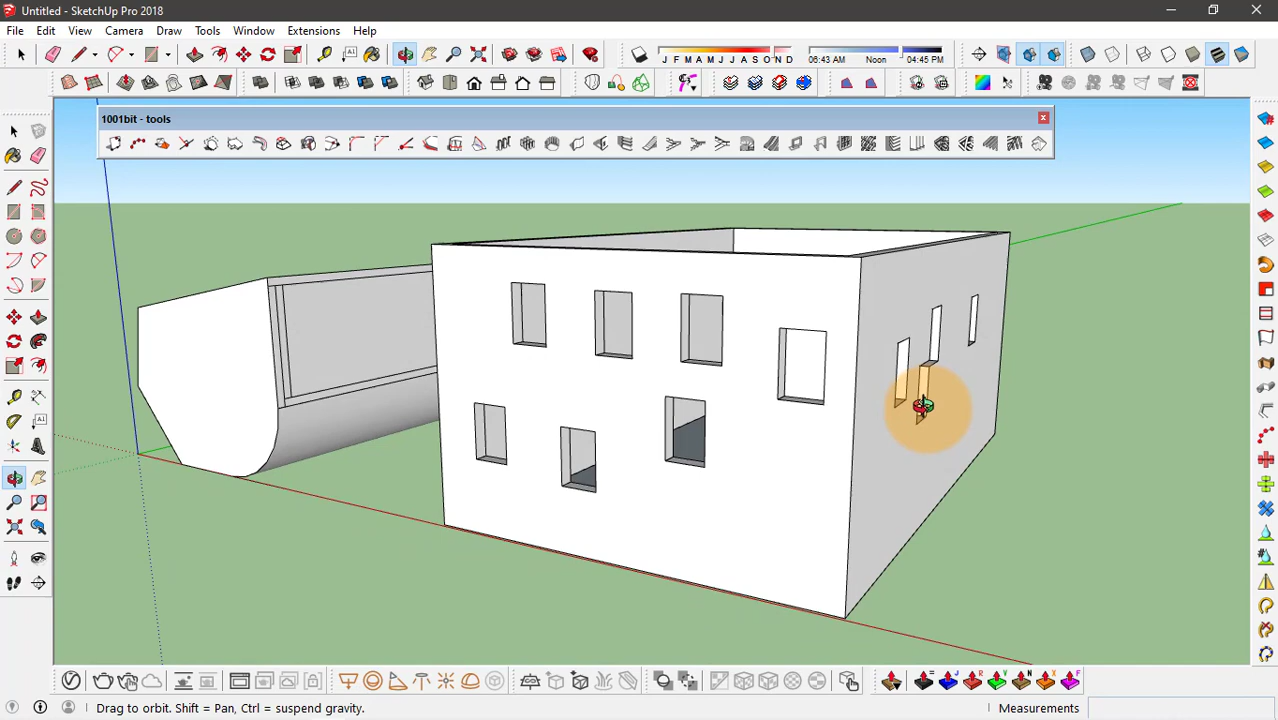 Untitled - SketchUp Pro 2018
File Edit View Camera Draw Tools Window Extensions Help
J F M A M J J A S O N D
06:43 AM Noon 04:45 PM
1001bit - tools
Drag to orbit. Shift = Pan, Ctrl = suspend gravity.
Measurements